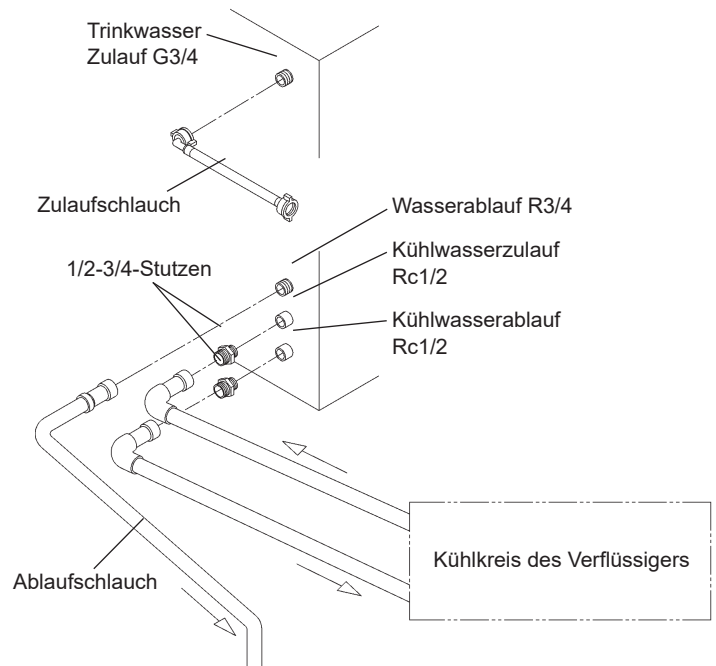 Trinkwasser
Zulauf G3/4
Zulaufschlauch
Wasserablauf R3/4
1/2-3/4-Stutzen
Kühlwasserzulauf
Rc1/2
Kühlwasserablauf
Rc1/2
Kühlkreis des Verflüssigers
Ablaufschlauch